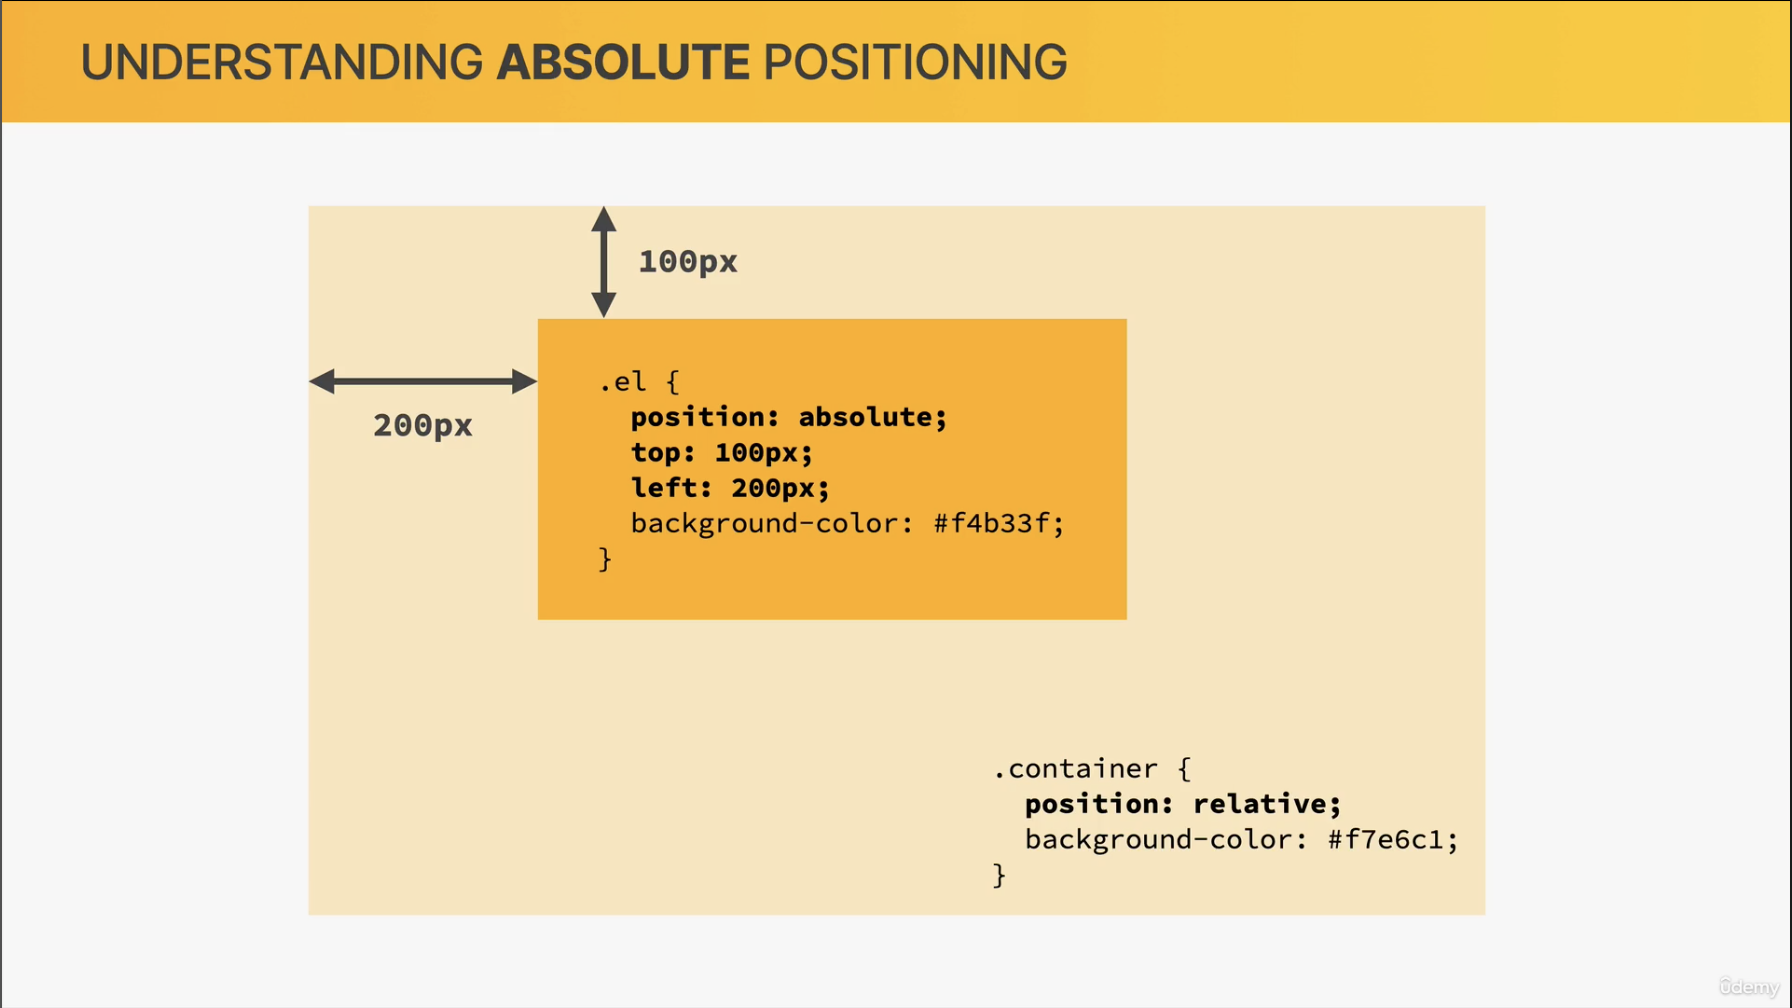 UNDERSTANDING ABSOLUTE POSITIONING
100px
200px
.el {
position: absolute;
top: 100px;
left: 200px;
background-color: #f4b33f;
}
.container {
position: relative;
background-color: #f7e6c1;
}
ûdemy